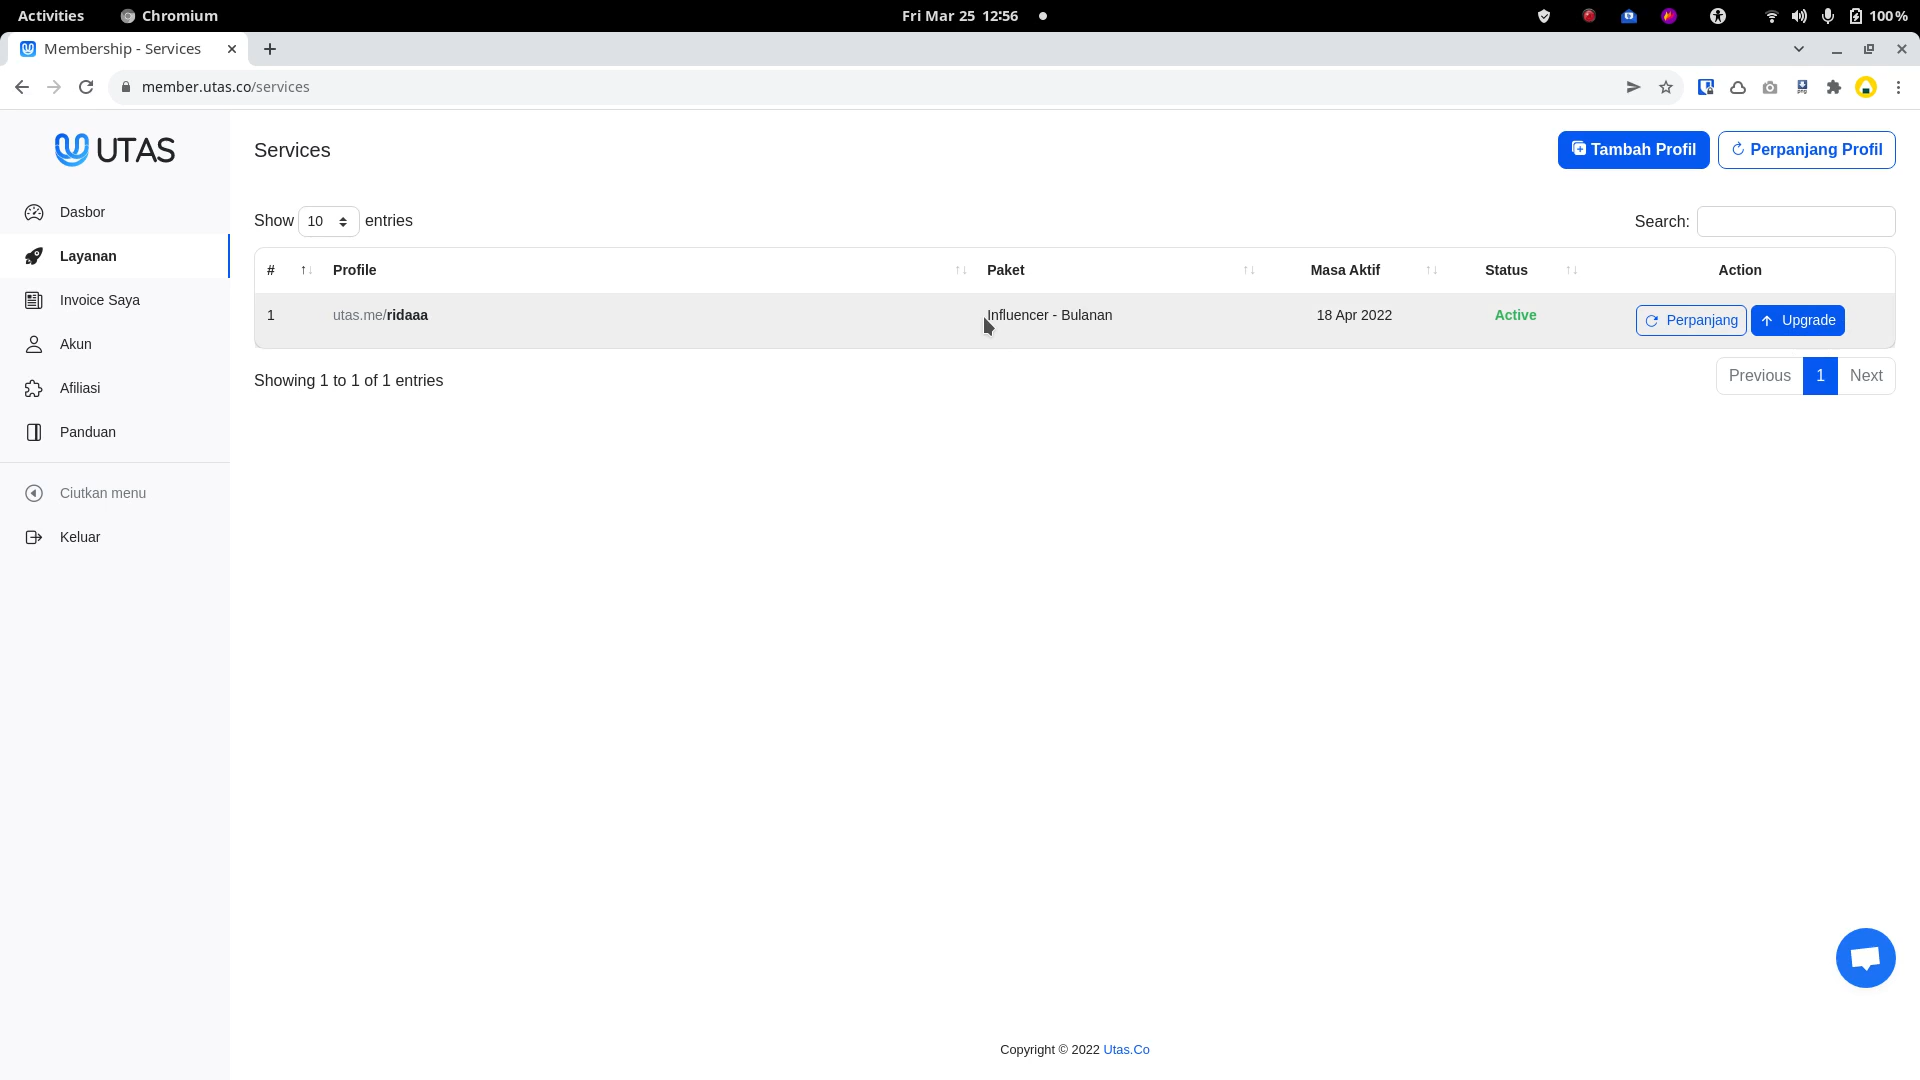 Activities
Chromium
Fri Mar 25 12:56
100 %
Membership - Services
member.utas.co/services
UTAS
Services
Tambah Profil
Perpanjang Profil
Dasbor
Layanan
Invoice Saya
Akun
Afiliasi
Panduan
Ciutkan menu
Keluar
Show 10 entries
Search:
# Profile Paket Masa Aktif Status Action
1 utas.me/ridaaa Influencer - Bulanan 18 Apr 2022 Active Perpanjang Upgrade
Showing 1 to 1 of 1 entries
Previous 1 Next
Copyright © 2022 Utas.Co